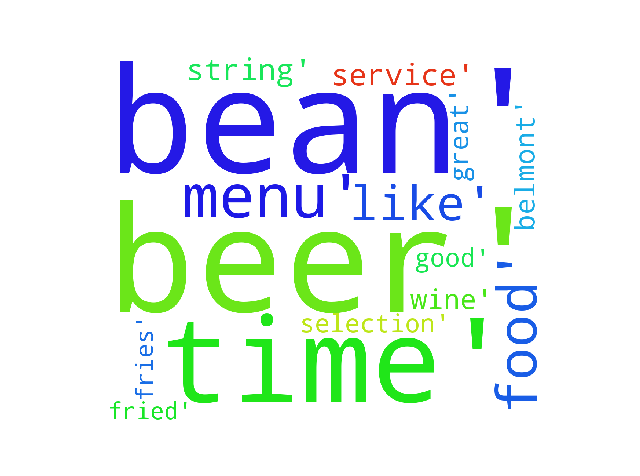 string'
service'
bean'
great'
belmont'
menu'
like'
beer'
good'
food'
wine'
selection'
time'
fries'
fried'